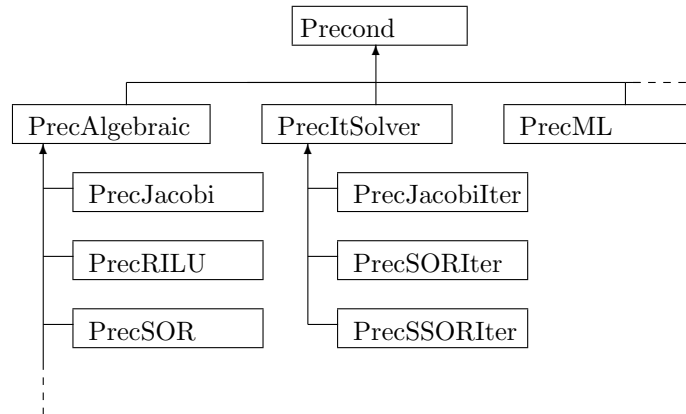 Precond
PrecAlgebraic
PrecItSolver
PrecML
PrecJacobi
PrecJacobiIter
PrecRILU
PrecSORIter
PrecSOR
PrecSSORIter